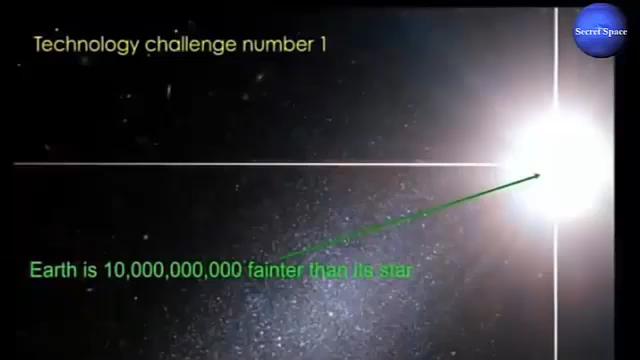 Technology challenge number 1
Secret Space
Earth is 10,000,000,000 fainter than its star